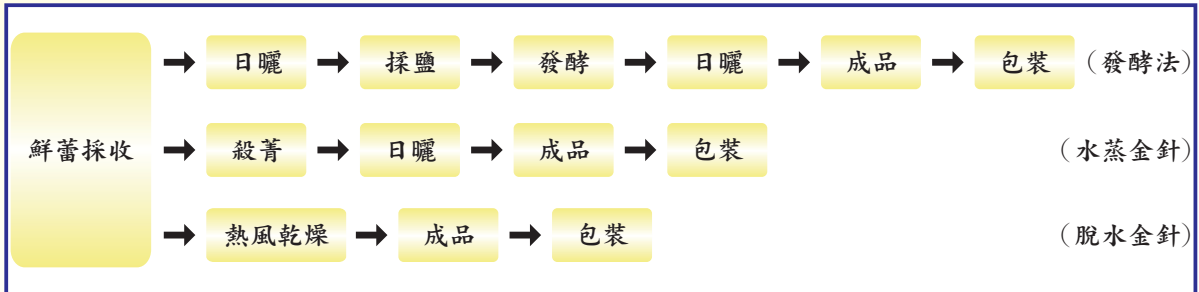 日曬 → 揉鹽 → 發酵 → 日曬 → 成品 → 包裝 (發酵法)
鮮蕾採收 → 殺菁 → 日曬 → 成品 → 包裝 (水蒸金針)
熱風乾燥 → 成品 → 包裝 (脫水金針)